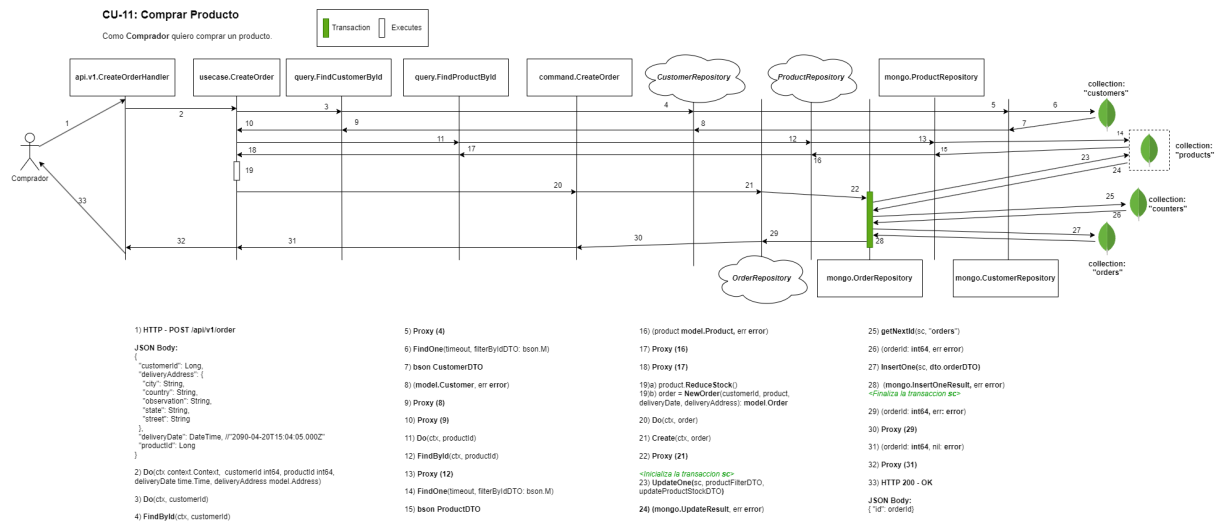 CU-11: Comprar Producto
Como Comprador quiero comprar un producto.
Transaction
Executes
api.v1.CreateOrderHandler
usecase.CreateOrder
query.FindCustomerById
query.FindProductById
command.CreateOrder
CustomerRepository
ProductRepository
mongo.ProductRepository
collection:
"customers"
1
2
3
4
5
6
7
8
9
10
11
12
13
14
15
16
17
18
19
20
21
22
23
24
25
26
27
28
29
30
31
32
33
Comprador
collection:
"products"
collection:
"counters"
collection:
"orders"
OrderRepository
mongo.OrderRepository
mongo.CustomerRepository
1) HTTP - POST /api/v1/order
JSON Body:
{
"customerId": Long,
"deliveryAddress": {
"city": String,
"country": String,
"observation": String,
"state": String,
"street": String
},
"deliveryDate": DateTime, //"2090-04-20T15:04:05.000Z"
"productId": Long
}
2) Do(ctx context.Context, customerId int64, productId int64,
deliveryDate time.Time, deliveryAddress model.Address)
3) Do(ctx, customerId)
4) FindById(ctx, customerId)
5) Proxy (4)
6) FindOne(timeout, filterByIdDTO: bson.M)
7) bson CustomerDTO
8) (model.Customer, err error)
9) Proxy (8)
10) Proxy (9)
11) Do(ctx, productId)
12) FindById(ctx, productId)
13) Proxy (12)
14) FindOne(timeout, filterByIdDTO: bson.M)
15) bson ProductDTO
16) (product model.Product, err error)
17) Proxy (16)
18) Proxy (17)
19)a) product.ReduceStock()
19)b) order = NewOrder(customerId, product,
deliveryDate, deliveryAddress): model.Order
20) Do(ctx, order)
21) Create(ctx, order)
22) Proxy (21)
<Inicializa la transaccion sc>
23) UpdateOne(sc, productFilterDTO,
updateProductStockDTO)
24) (mongo.UpdateResult, err error)
25) getNextId(sc, "orders")
26) (orderId: int64, err error)
27) InsertOne(sc, dto.orderDTO)
28) (mongo.InsertOneResult, err error)
<Finaliza la transaccion sc>
29) (orderId: int64, err: error)
30) Proxy (29)
31) (orderId: int64, nil: error)
32) Proxy (31)
33) HTTP 200 - OK
JSON Body:
{ "id": orderId}